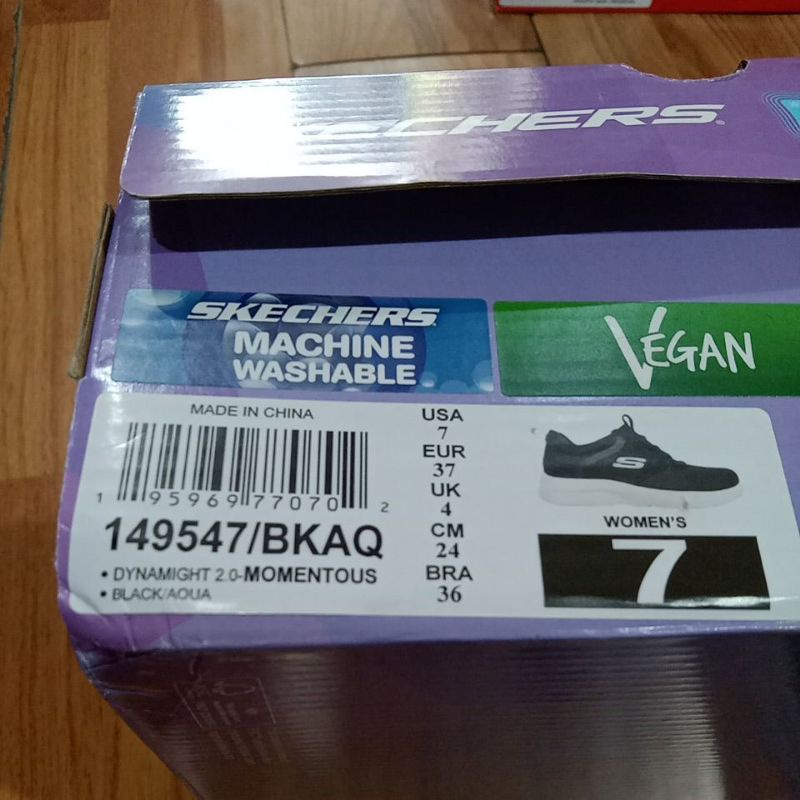 SKECHERS
SKECHERS
MACHINE
WASHABLE
VEGAN
MADE IN CHINA
1 95969 77070 2
149547/BKAQ
• DYNAMIGHT 2.0-MOMENTOUS
• BLACK/AQUA
USA
7
EUR
37
UK
4
CM
24
BRA
36
S
WOMEN'S
7